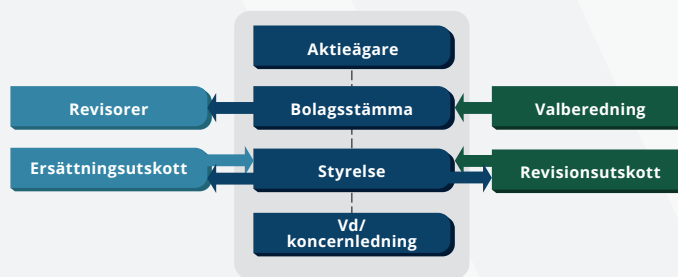 Aktieägare
Revisorer
Bolagsstämma
Valberedning
Ersättningsutskott
Styrelse
Revisionsutskott
Vd/
koncernledning